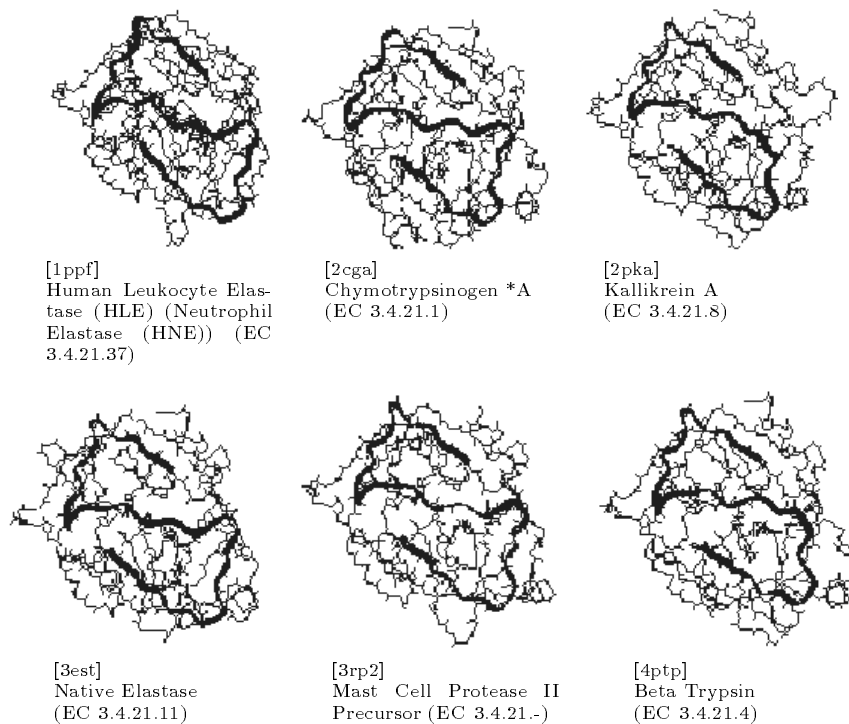 [1ppf]
Human Leukocyte Elas-
tase (HLE) (Neutrophil
Elastase (HNE)) (EC
3.4.21.37)
[2cga]
Chymotrypsinogen *A
(EC 3.4.21.1)
[2pka]
Kallikrein A
(EC 3.4.21.8)
[3est]
Native Elastase
(EC 3.4.21.11)
[3rp2]
Mast Cell Protease II
Precursor (EC 3.4.21.-)
[4ptp]
Beta Trypsin
(EC 3.4.21.4)